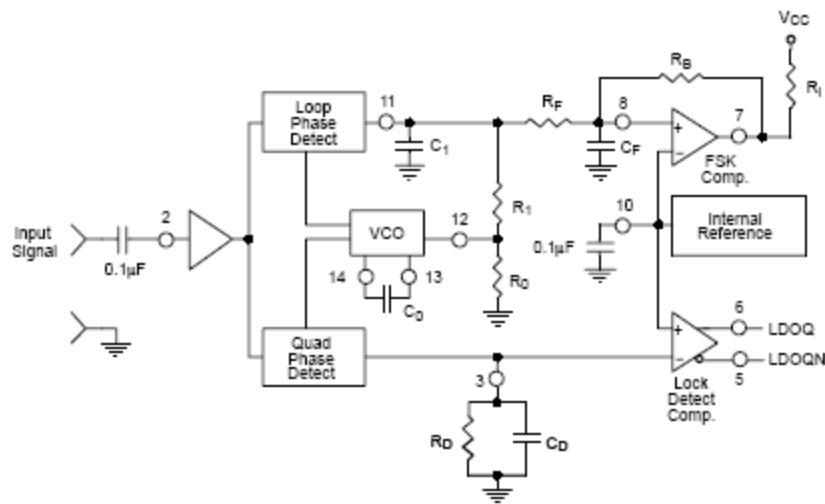 VCC
RB
RI
Loop
Phase
Detect
11
RF
8
7
C1
CF
FSK
Comp.
Input
Signal
0.1µF
2
VCO
12
R1
10
0.1µF
Internal
Reference
14
13
C0
R0
6
LDOQ
Quad
Phase
Detect
LDOQN
5
3
Lock
Detect
Comp.
RD
CD
+
−
+
−